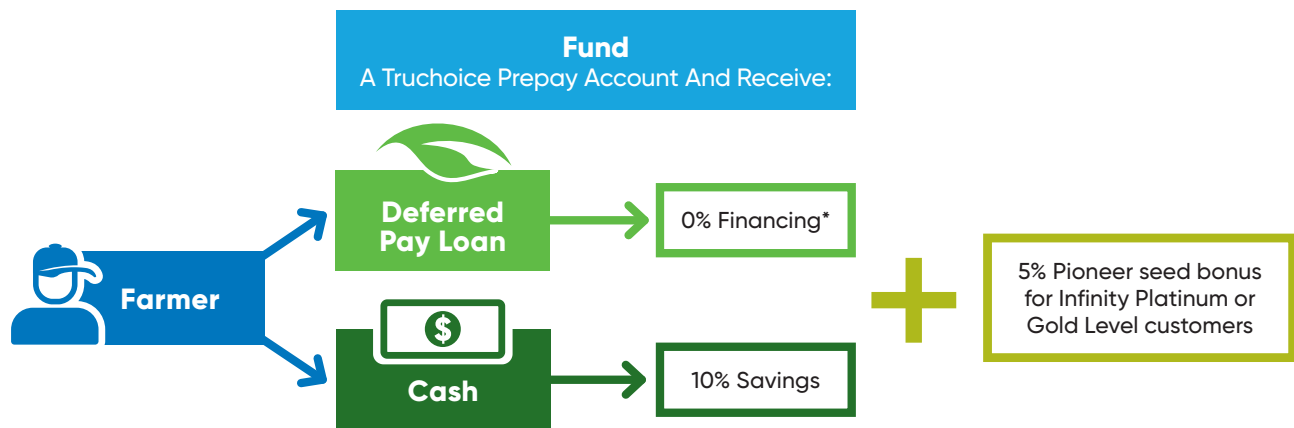 Fund
A Truchoice Prepay Account And Receive:
Deferred
Pay Loan
0% Financing*
Farmer
5% Pioneer seed bonus
for Infinity Platinum or
Gold Level customers
$
Cash
10% Savings